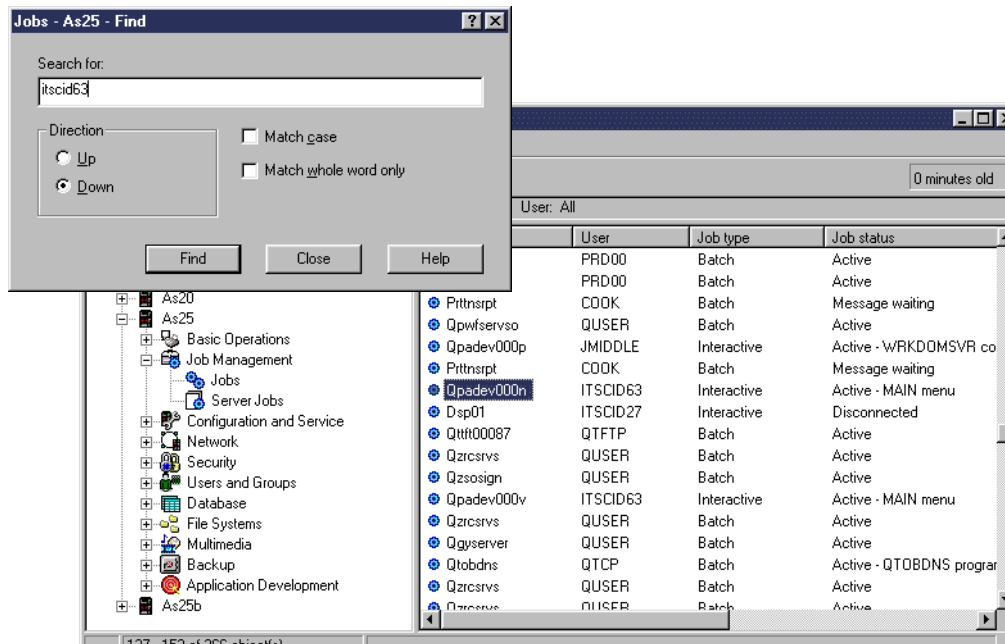 Jobs - As25 - Find
Search for:
itscid63
Direction
Up
Down
Match case
Match whole word only
Find
Close
Help
0 minutes old
User: All
User Job type Job status
As20
As25
Basic Operations
Job Management
Jobs
Server Jobs
Configuration and Service
Network
Security
Users and Groups
Database
File Systems
Multimedia
Backup
Application Development
As25b
PRD00 Batch Active
PRD00 Batch Active
Prttnsrpt COOK Batch Message waiting
Qpwfservso QUSER Batch Active
Qpadev000p JMIDDLE Interactive Active - WRKDOMSVR co
Prttnsrpt COOK Batch Message waiting
Qpadev000n ITSCID63 Interactive Active - MAIN menu
Dsp01 ITSCID27 Interactive Disconnected
Qttft00087 QTFTP Batch Active
Qzrcsrvs QUSER Batch Active
Qzsosign QUSER Batch Active
Qpadev000v ITSCID63 Interactive Active - MAIN menu
Qzrcsrvs QUSER Batch Active
Qgyserver QUSER Batch Active
Qtobdns QTCP Batch Active - QTOBDNS prograr
Qzrcsrvs QUSER Batch Active
Qzrcsrvs QUSER Batch Active